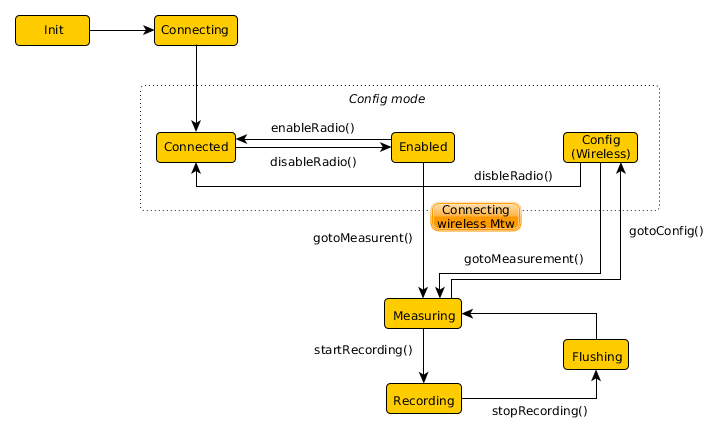 Init
Connecting
Config mode
enableRadio()
Connected
Enabled
Config
(Wireless)
disableRadio()
disbleRadio()
Connecting
wireless Mtw
gotoMeasurent()
gotoConfig()
gotoMeasurement()
Measuring
startRecording()
Flushing
Recording
stopRecording()